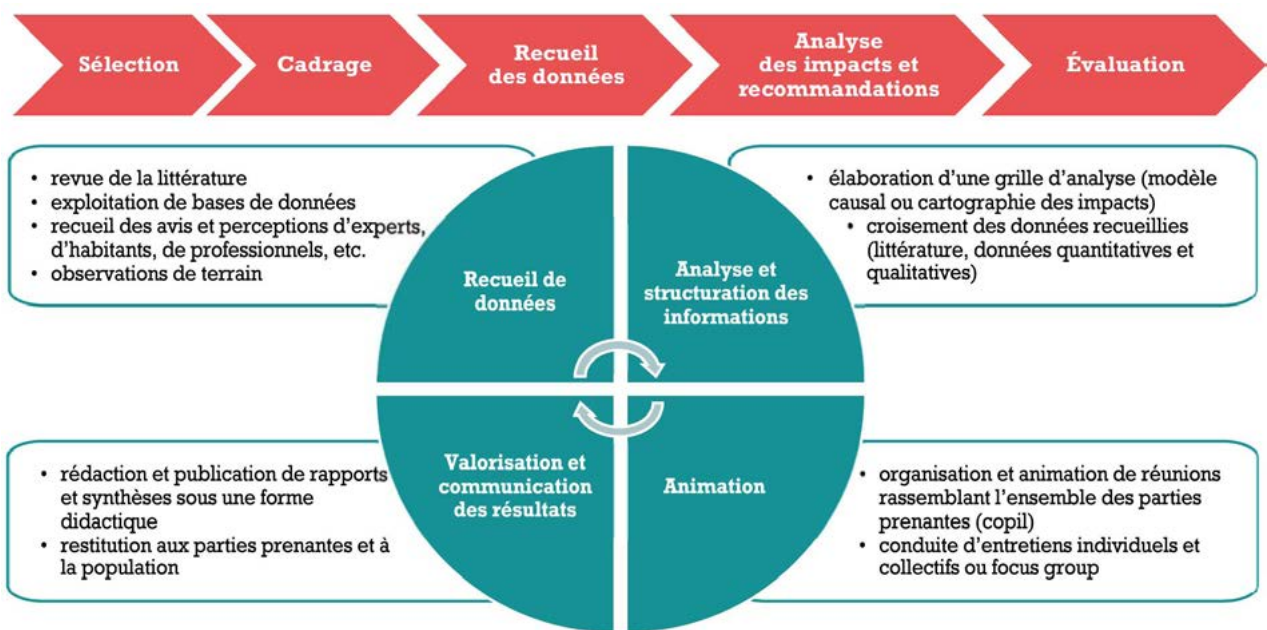 Sélection
Cadrage
Recueil
des données
Analyse
des impacts et
recommandations
Évaluation
• revue de la littérature
• exploitation de bases de données
• recueil des avis et perceptions d’experts,
d’habitants, de professionnels, etc.
• observations de terrain
Recueil de
données
Analyse et
structuration des
informations
• élaboration d’une grille d’analyse (modèle
causal ou cartographie des impacts)
• croisement des données recueillies
(littérature, données quantitatives et
qualitatives)
• rédaction et publication de rapports
et synthèses sous une forme
didactique
• restitution aux parties prenantes et à
la population
Valorisation et
communication
des résultats
Animation
• organisation et animation de réunions
rassemblant l’ensemble des parties
prenantes (copil)
• conduite d’entretiens individuels et
collectifs ou focus group